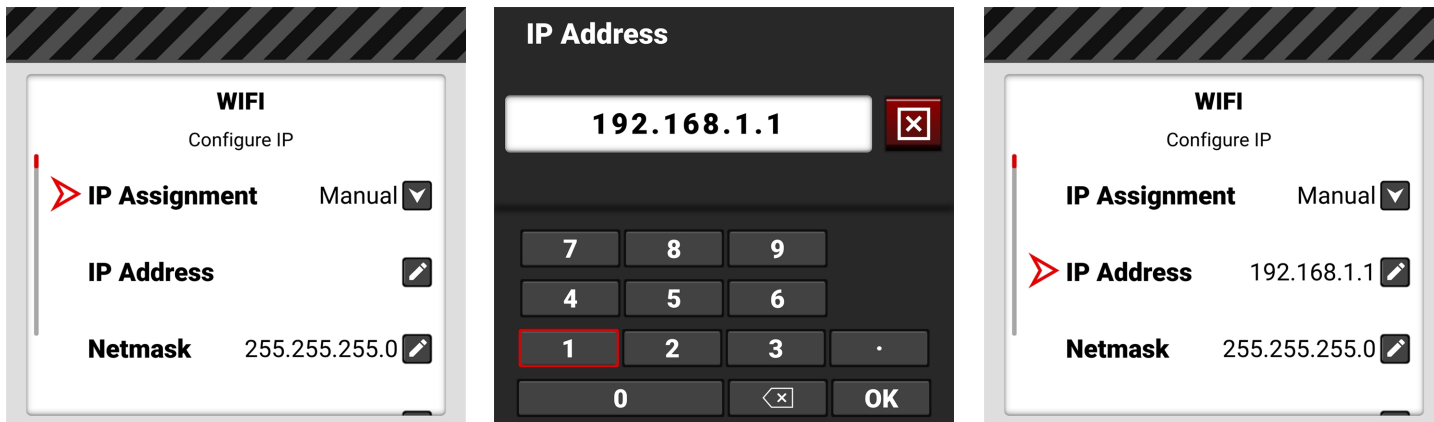 WIFI
Configure IP
IP Assignment Manual
IP Address
Netmask 255.255.255.0
IP Address
192.168.1.1
7 8 9
4 5 6
1 2 3 .
0 OK
WIFI
Configure IP
IP Assignment Manual
IP Address 192.168.1.1
Netmask 255.255.255.0